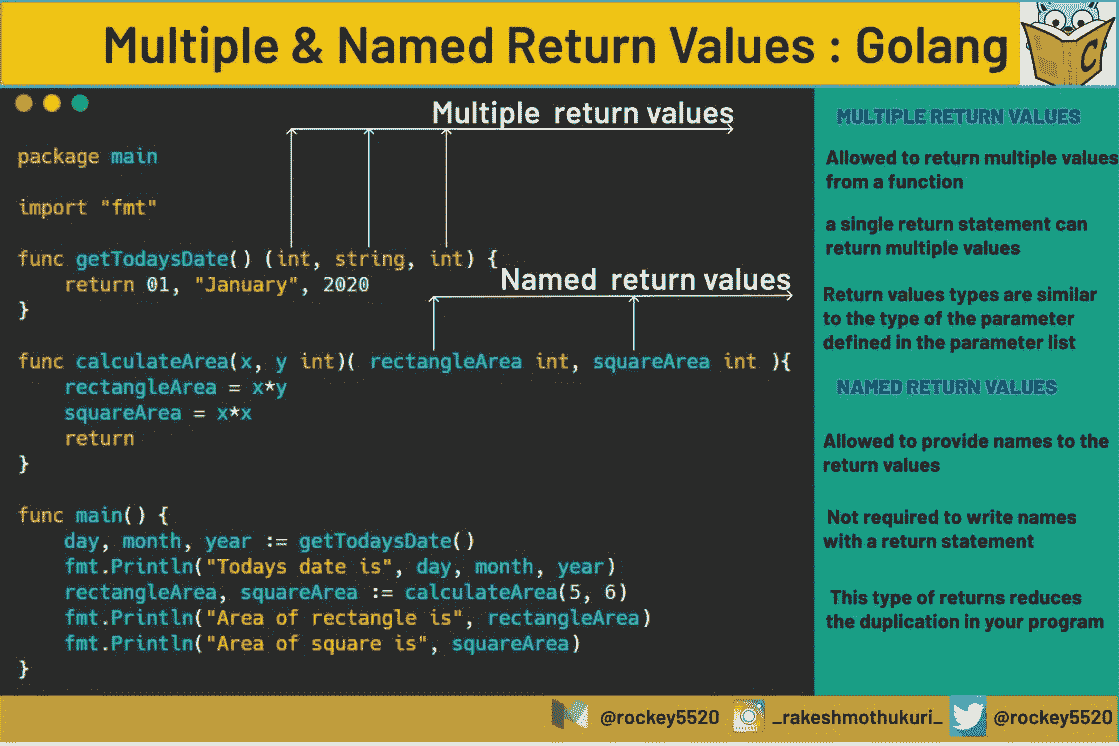 Multiple & Named Return Values : Golang
C
Multiple return values
package main
import "fmt"
func getTodaysDate() (int, string, int) {
    return 01, "January", 2020
}
Named return values
func calculateArea(x, y int)( rectangleArea int, squareArea int ){
    rectangleArea = x*y
    squareArea = x*x
    return
}
func main() {
    day, month, year := getTodaysDate()
    fmt.Println("Todays date is", day, month, year)
    rectangleArea, squareArea := calculateArea(5, 6)
    fmt.Println("Area of rectangle is", rectangleArea)
    fmt.Println("Area of square is", squareArea)
}
MULTIPLE RETURN VALUES
Allowed to return multiple values
from a function
a single return statement can
return multiple values
Return values types are similar
to the type of the parameter
defined in the parameter list
NAMED RETURN VALUES
Allowed to provide names to the
return values
Not required to write names
with a return statement
This type of returns reduces
the duplication in your program
@rockey5520
_rakeshmothukuri_
@rockey5520